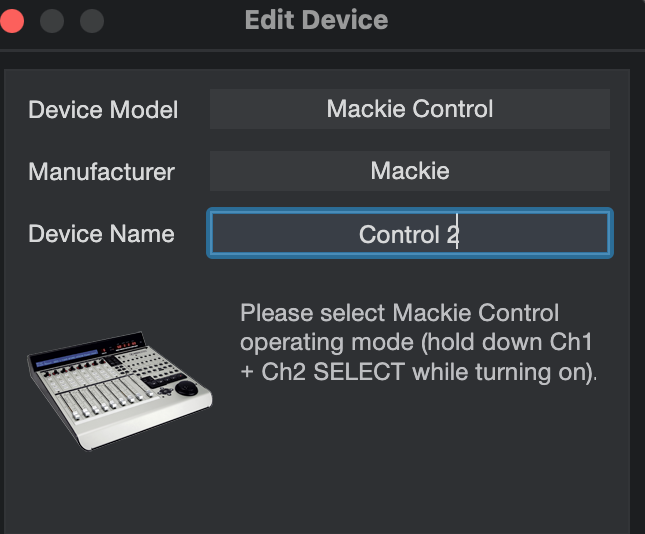 Edit Device
Device Model
Mackie Control
Manufacturer
Mackie
Device Name
Control 2
Please select Mackie Control
operating mode (hold down Ch1
+ Ch2 SELECT while turning on).